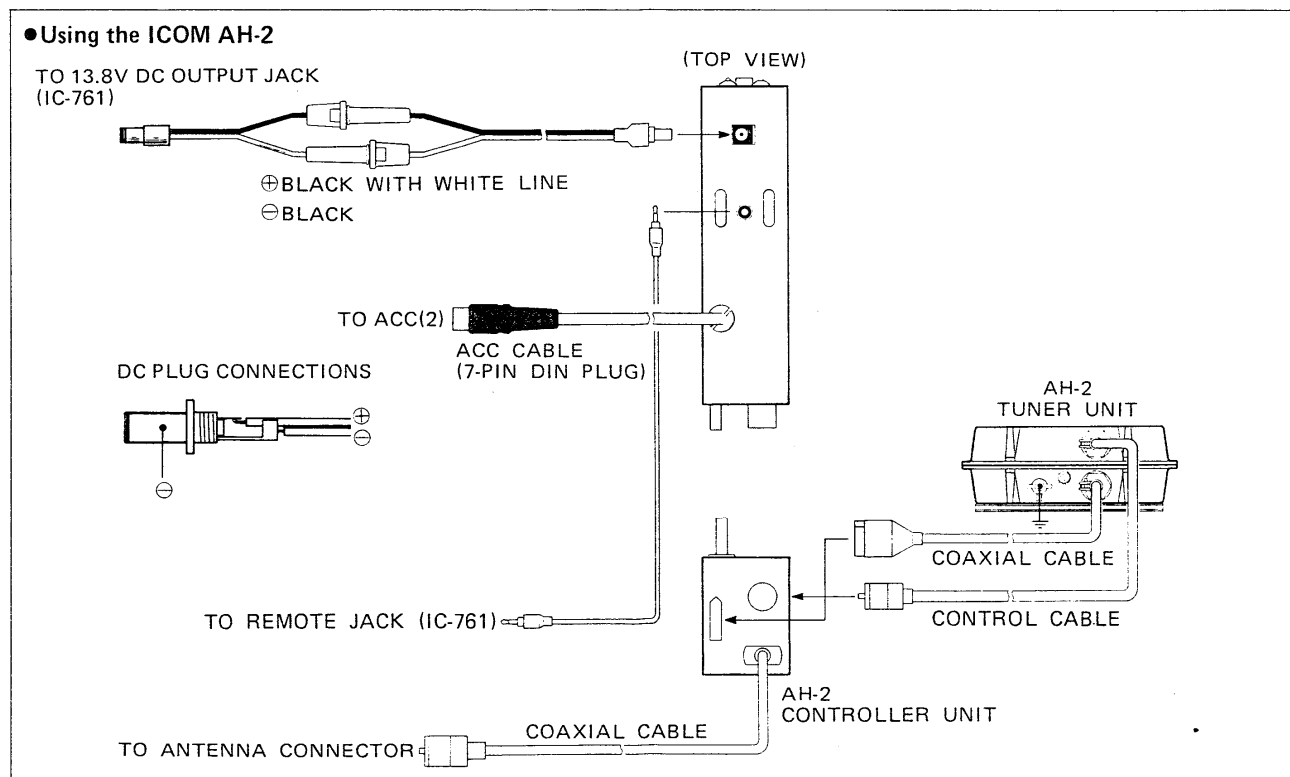 ●Using the ICOM AH-2
TO 13.8V DC OUTPUT JACK
(IC-761)
(TOP VIEW)
⊕BLACK WITH WHITE LINE
⊖BLACK
TO ACC(2)
ACC CABLE
(7-PIN DIN PLUG)
DC PLUG CONNECTIONS
⊕
⊖
⊖
AH-2
TUNER UNIT
COAXIAL CABLE
CONTROL CABLE
TO REMOTE JACK (IC-761)
AH-2
CONTROLLER UNIT
COAXIAL CABLE
TO ANTENNA CONNECTOR